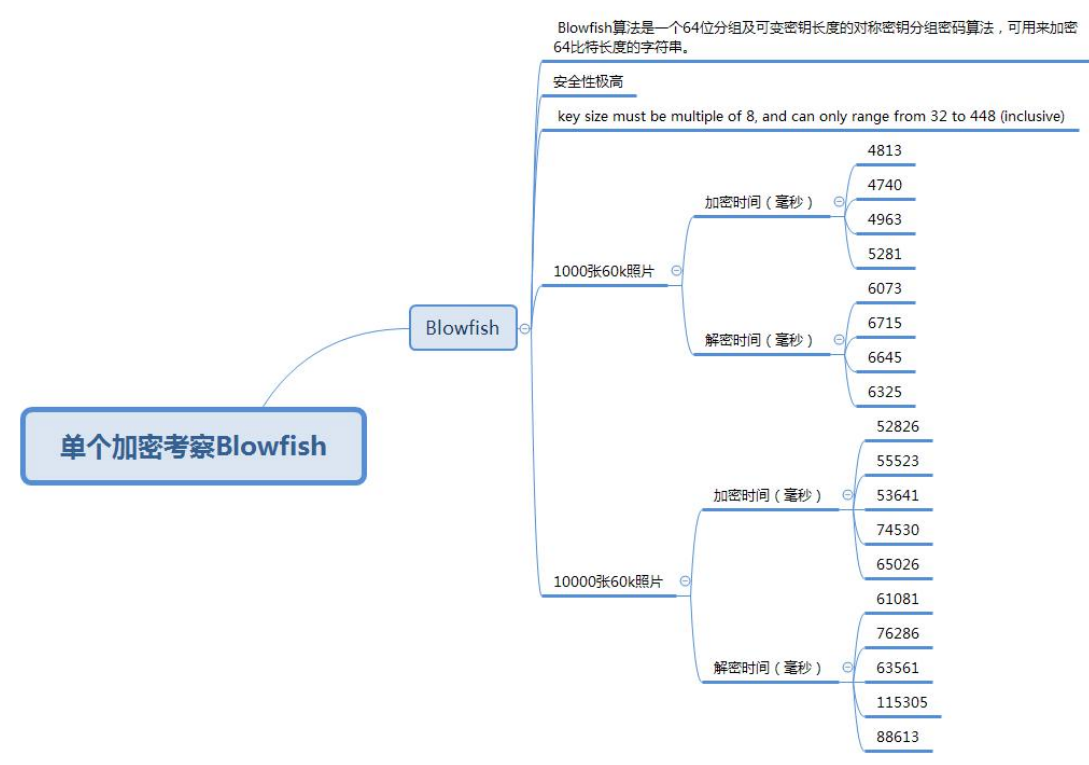 单个加密考察Blowfish
Blowfish
Blowfish算法是一个64位分组及可变密钥长度的对称密钥分组密码算法，可用来加密
64比特长度的字符串。
安全性极高
key size must be multiple of 8, and can only range from 32 to 448 (inclusive)
1000张60k照片
加密时间（毫秒）
4813
4740
4963
5281
解密时间（毫秒）
6073
6715
6645
6325
10000张60k照片
加密时间（毫秒）
52826
55523
53641
74530
65026
解密时间（毫秒）
61081
76286
63561
115305
88613